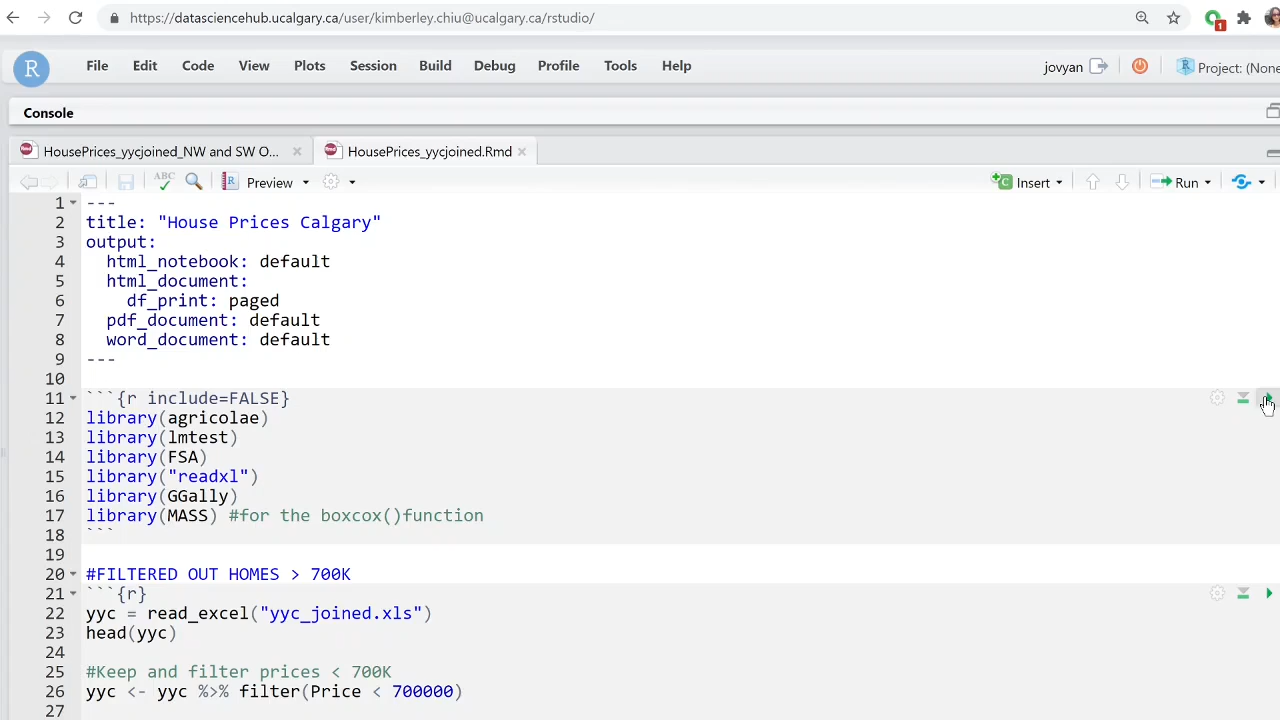 https://datasciencehub.ucalgary.ca/user/kimberley.chiu@ucalgary.ca/rstudio/
1
R File Edit Code View Plots Session Build Debug Profile Tools Help jovyan R Project: (None
Console
HousePrices_yycjoined_NW and SW O... HousePrices_yycjoined.Rmd
ABC R Preview C Insert Run
1 ---
2 title: "House Prices Calgary"
3 output:
4   html_notebook: default
5   html_document:
6     df_print: paged
7   pdf_document: default
8   word_document: default
9 ---
10
11 ```{r include=FALSE}
12 library(agricolae)
13 library(lmtest)
14 library(FSA)
15 library("readxl")
16 library(GGally)
17 library(MASS) #for the boxcox()function
18 ```
19
20 #FILTERED OUT HOMES > 700K
21 ```{r}
22 yyc = read_excel("yyc_joined.xls")
23 head(yyc)
24
25 #Keep and filter prices < 700K
26 yyc <- yyc %>% filter(Price < 700000)
27